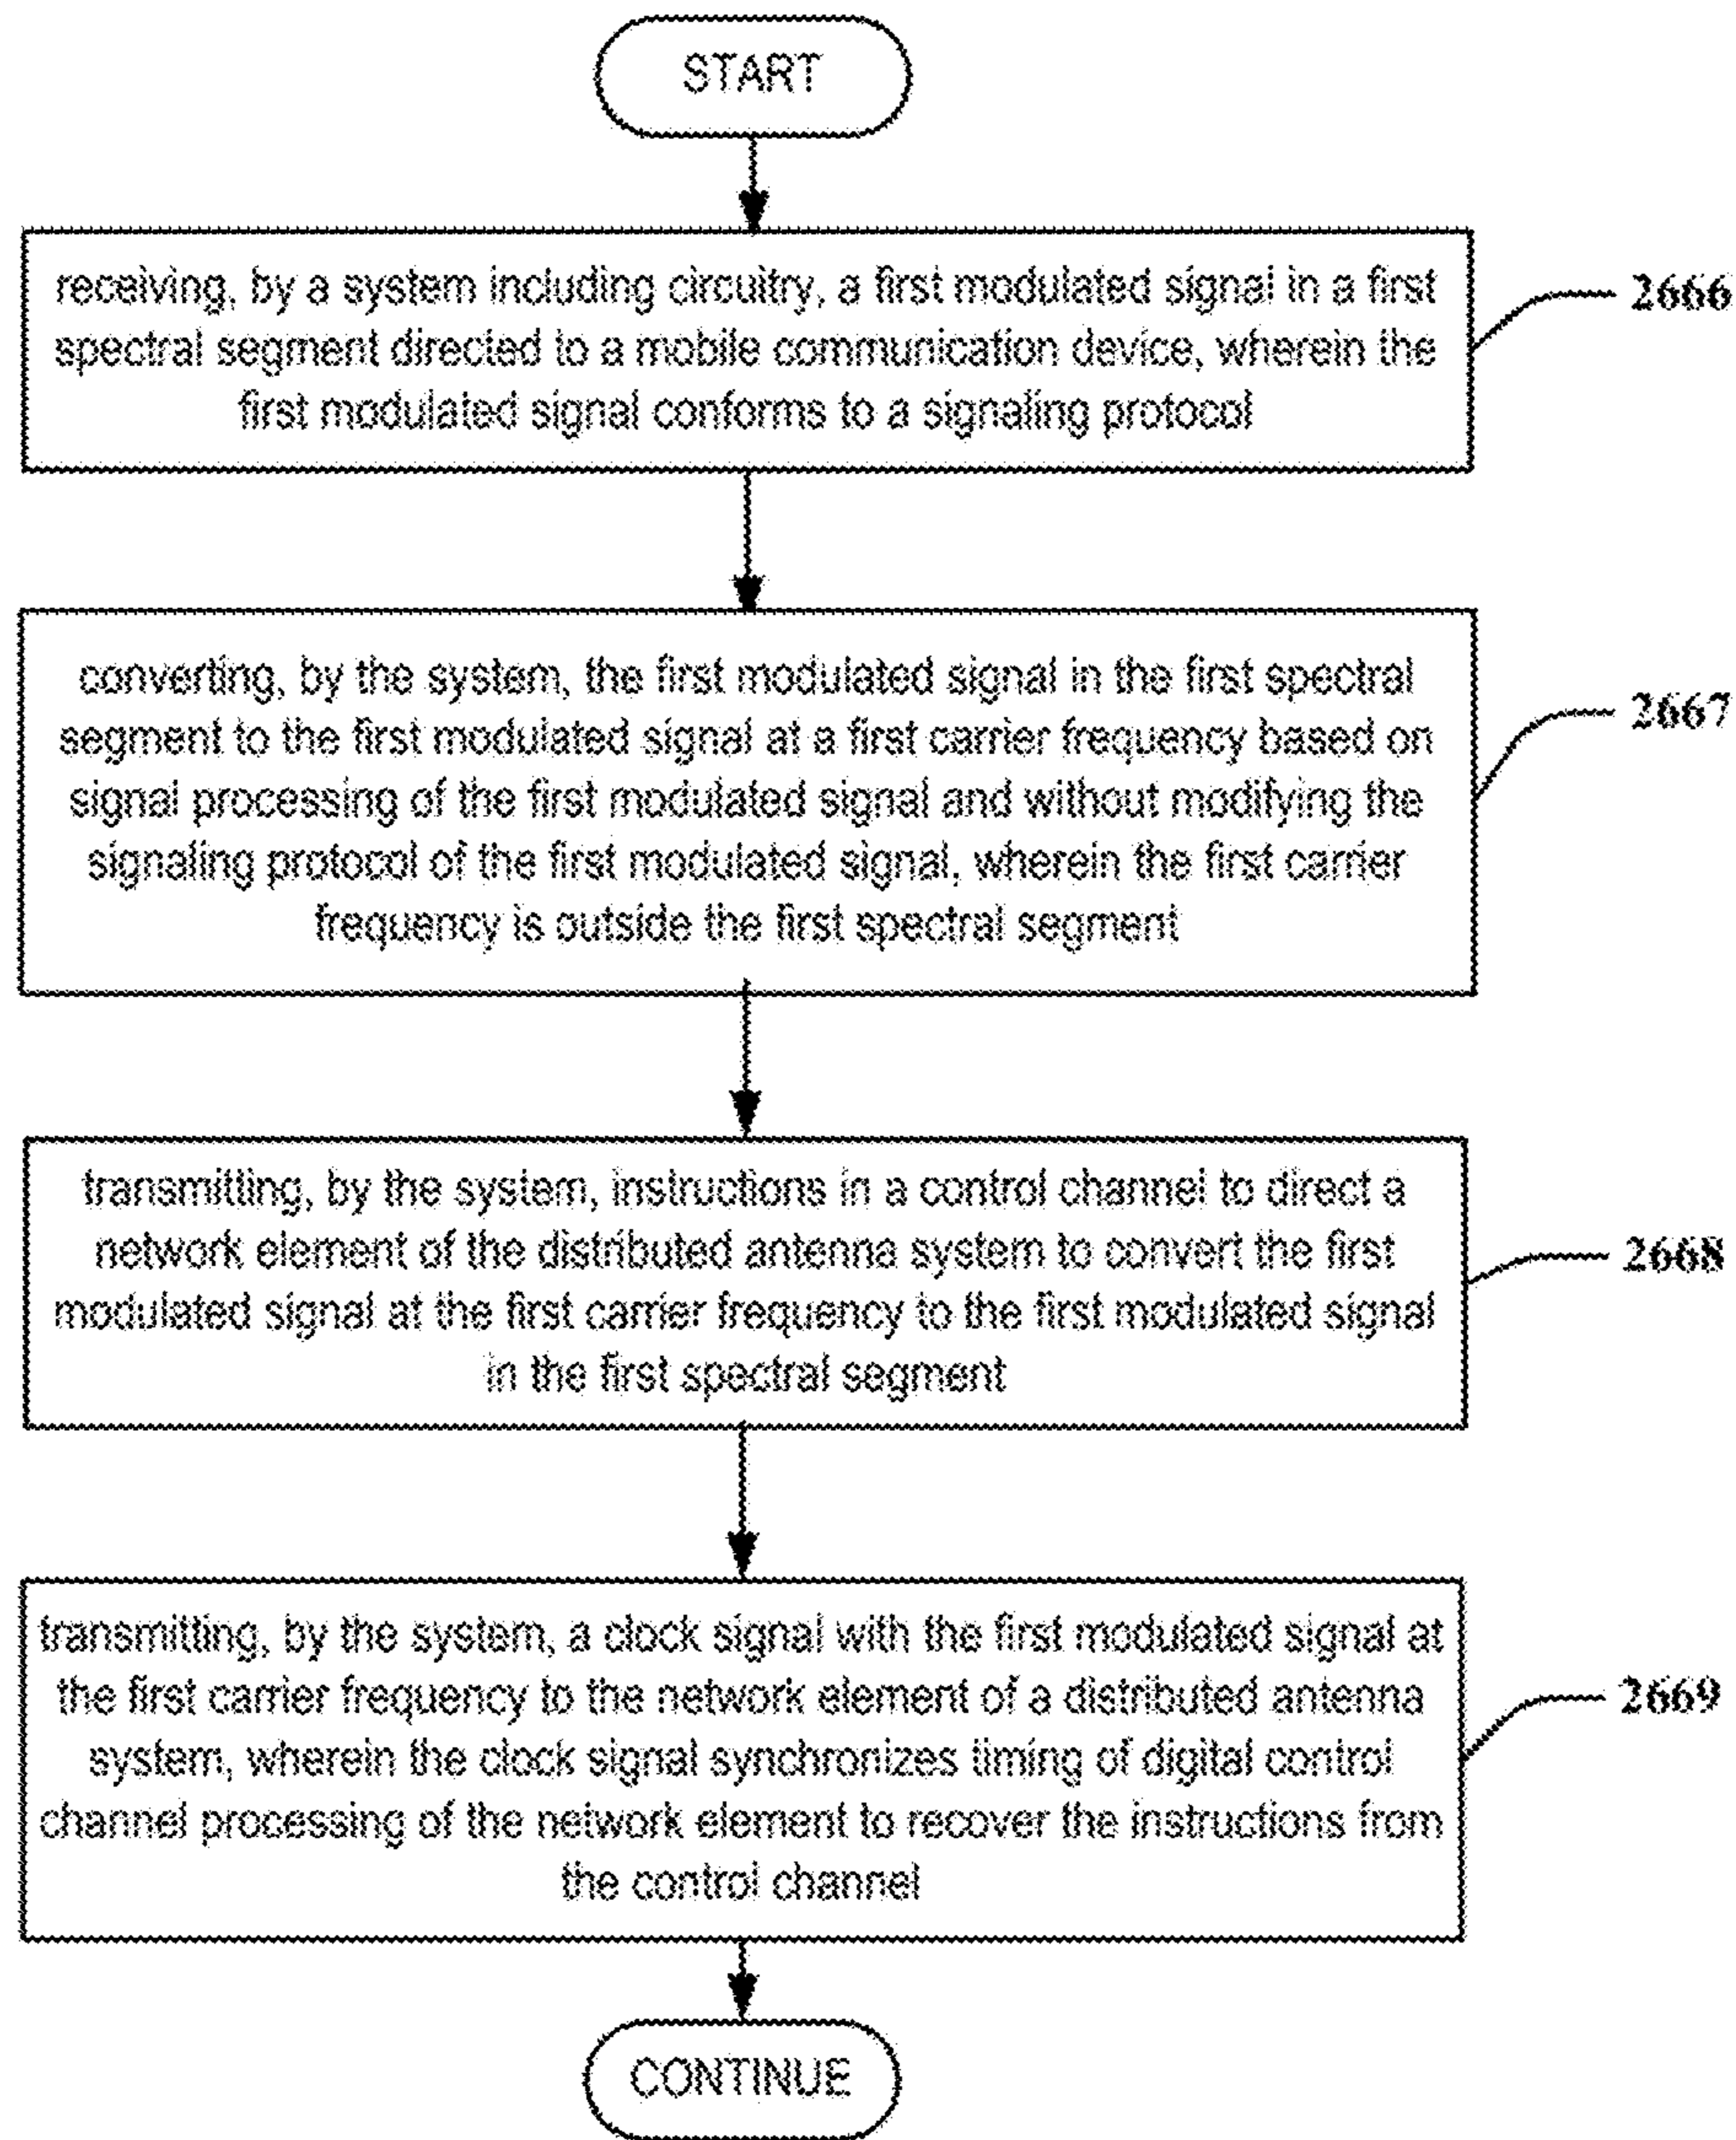 START
receiving, by a system including circuitry, a first modulated signal in a first
spectral segment directed to a mobile communication device, wherein the
first modulated signal conforms to a signaling protocol
2666
converting, by the system, the first modulated signal in the first spectral
segment to the first modulated signal at a first carrier frequency based on
signal processing of the first modulated signal and without modifying the
signaling protocol of the first modulated signal, wherein the first carrier
frequency is outside the first spectral segment
2667
transmitting, by the system, instructions in a control channel to direct a
network element of the distributed antenna system to convert the first
modulated signal at the first carrier frequency to the first modulated signal
in the first spectral segment
2668
transmitting, by the system, a clock signal with the first modulated signal at
the first carrier frequency to the network element of a distributed antenna
system, wherein the clock signal synchronizes timing of digital control
channel processing of the network element to recover the instructions from
the control channel
2669
CONTINUE